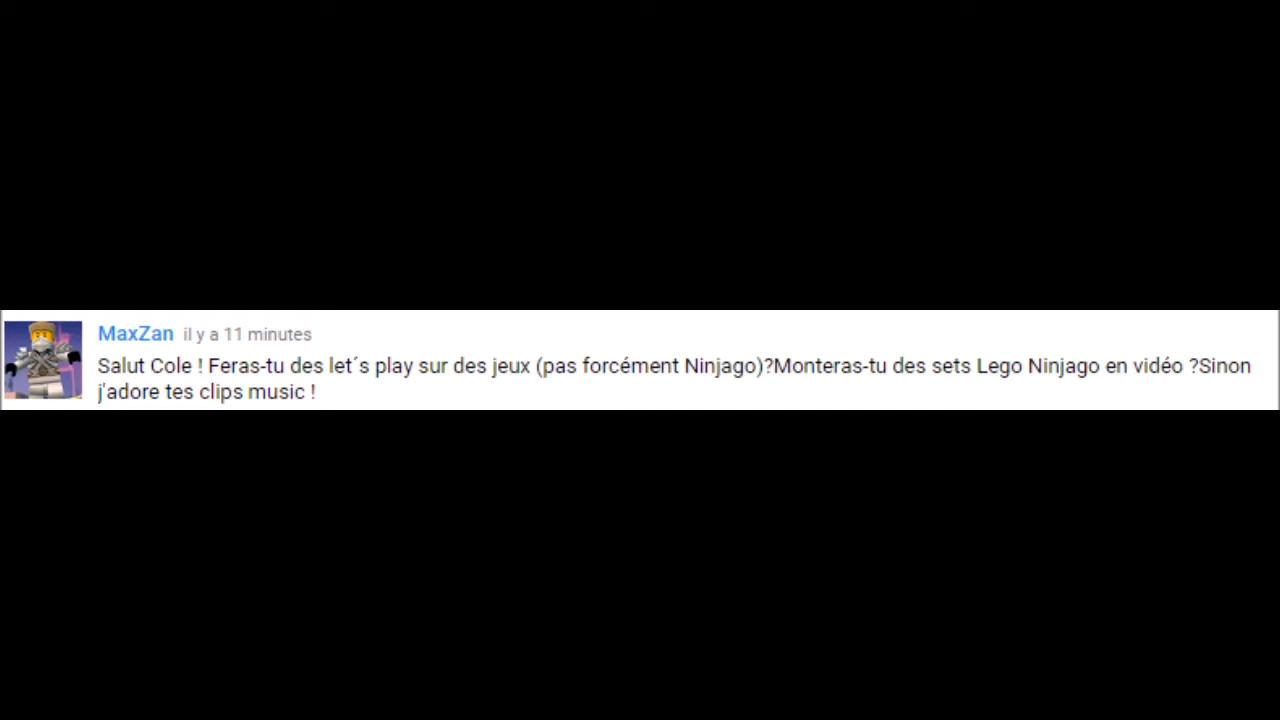 MaxZan il y a 11 minutes
Salut Cole ! Feras-tu des let´s play sur des jeux (pas forcément Ninjago)?Monteras-tu des sets Lego Ninjago en vidéo ?Sinon
j'adore tes clips music !